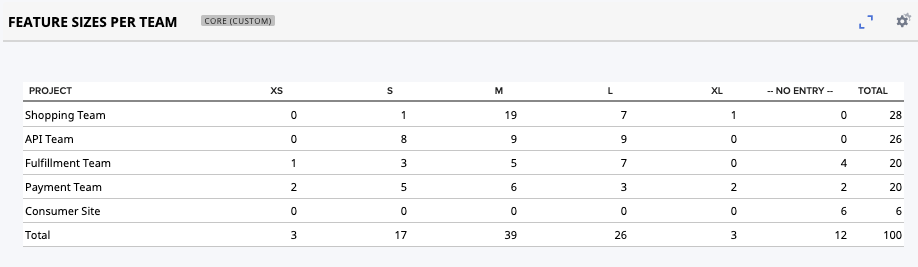 FEATURE SIZES PER TEAM CORE (CUSTOM)
PROJECT XS S M L XL -- NO ENTRY -- TOTAL
Shopping Team 0 1 19 7 1 0 28
API Team 0 8 9 9 0 0 26
Fulfillment Team 1 3 5 7 0 4 20
Payment Team 2 5 6 3 2 2 20
Consumer Site 0 0 0 0 0 6 6
Total 3 17 39 26 3 12 100